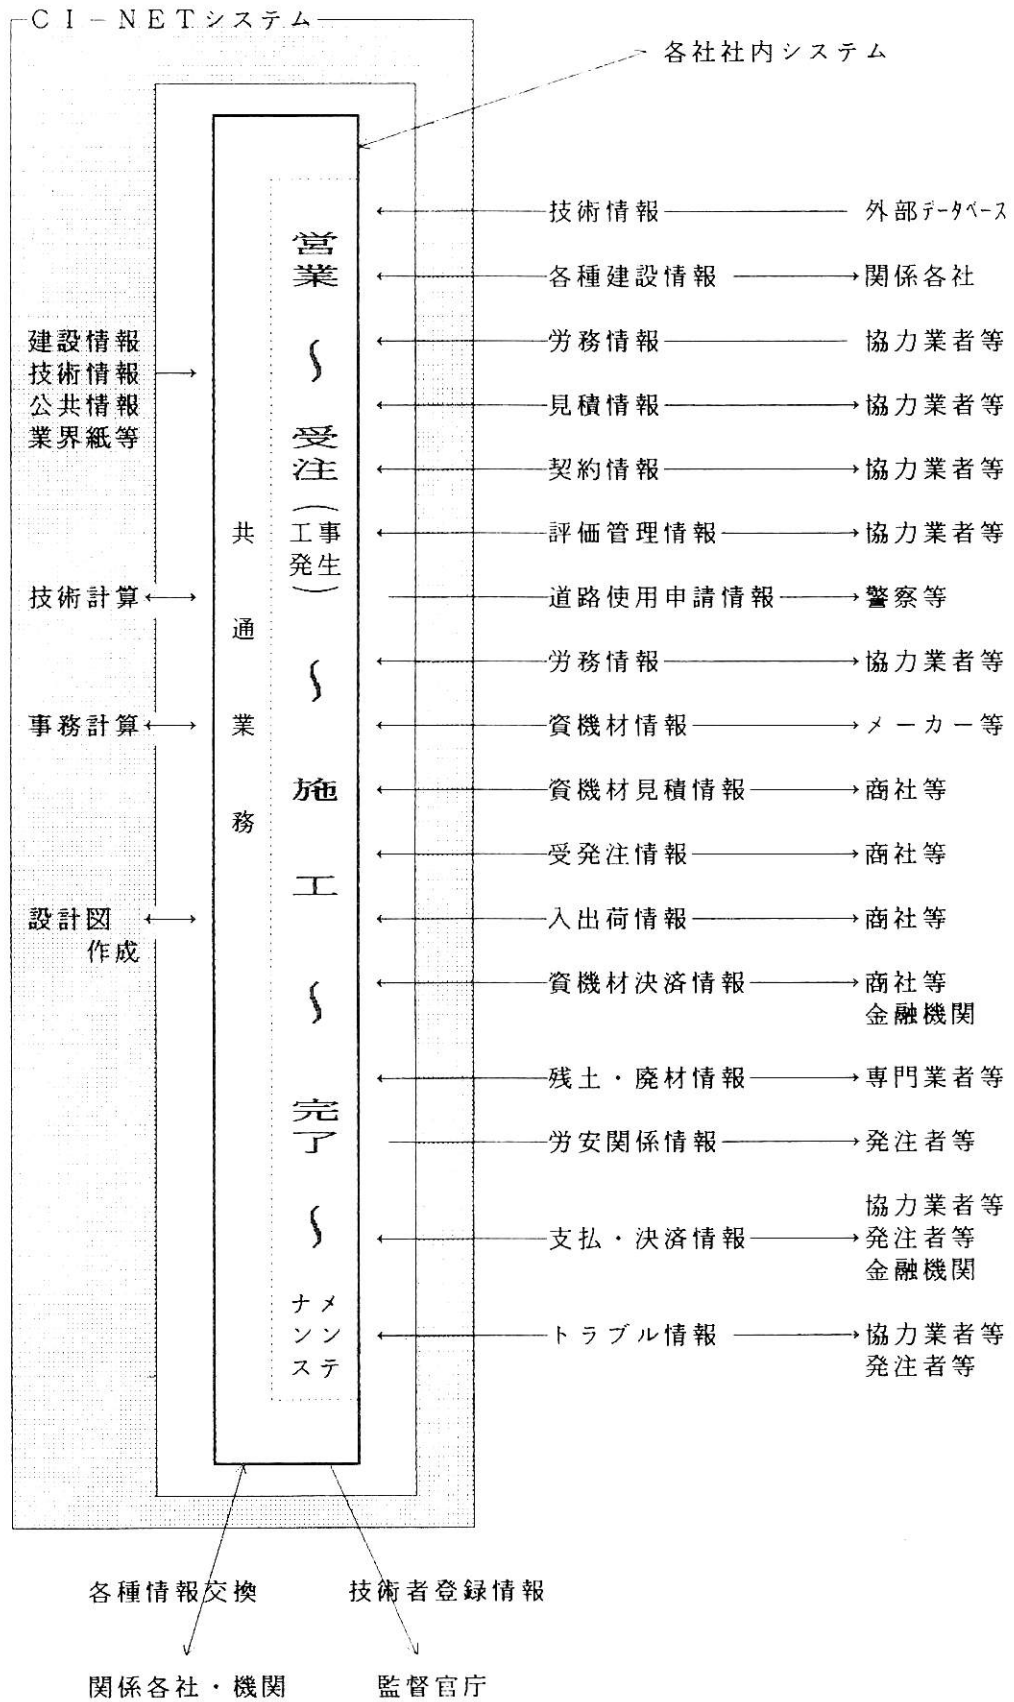 CI-NETシステム
各社社内システム
建設情報
技術情報
公共情報
業界紙等
技術計算
事務計算
設計図
作成
共通業務
営業
～
受注
(工事発生)
～
施工
～
完了
～
メンテナンス
技術情報 外部データベース
各種建設情報 関係各社
労務情報 協力業者等
見積情報 協力業者等
契約情報 協力業者等
評価管理情報 協力業者等
道路使用申請情報 警察等
労務情報 協力業者等
資機材情報 メーカー等
資機材見積情報 商社等
受発注情報 商社等
入出荷情報 商社等
資機材決済情報 商社等
金融機関
残土・廃材情報 専門業者等
労安関係情報 発注者等
協力業者等
支払・決済情報 発注者等
金融機関
トラブル情報 協力業者等
発注者等
各種情報交換 技術者登録情報
関係各社・機関 監督官庁